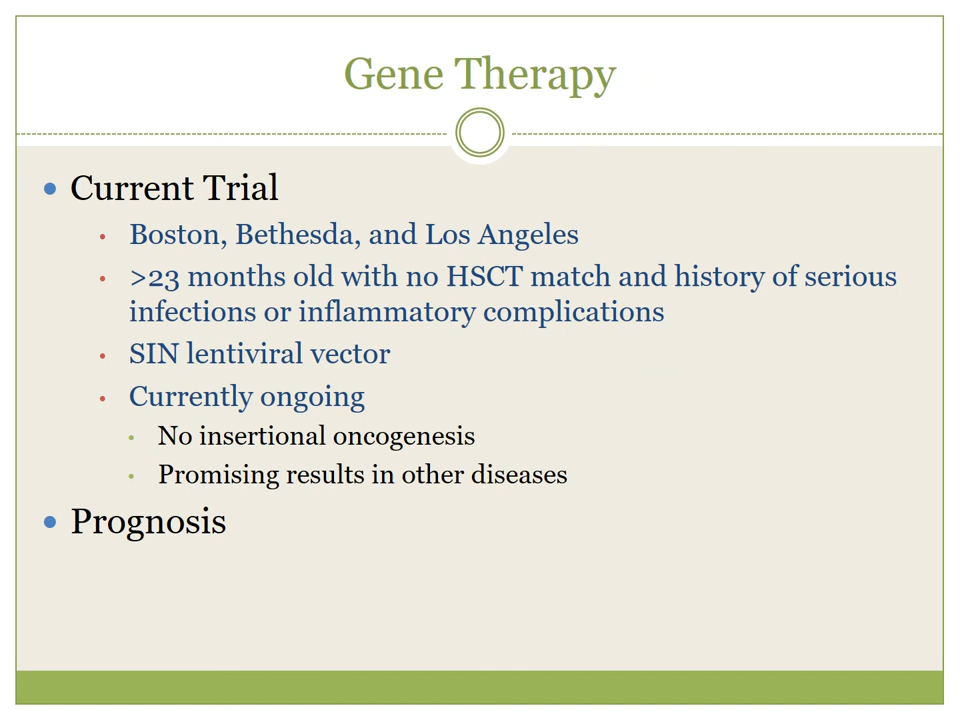 Gene Therapy
Current Trial
Boston, Bethesda, and Los Angeles
>23 months old with no HSCT match and history of serious
infections or inflammatory complications
SIN lentiviral vector
Currently ongoing
No insertional oncogenesis
Promising results in other diseases
Prognosis